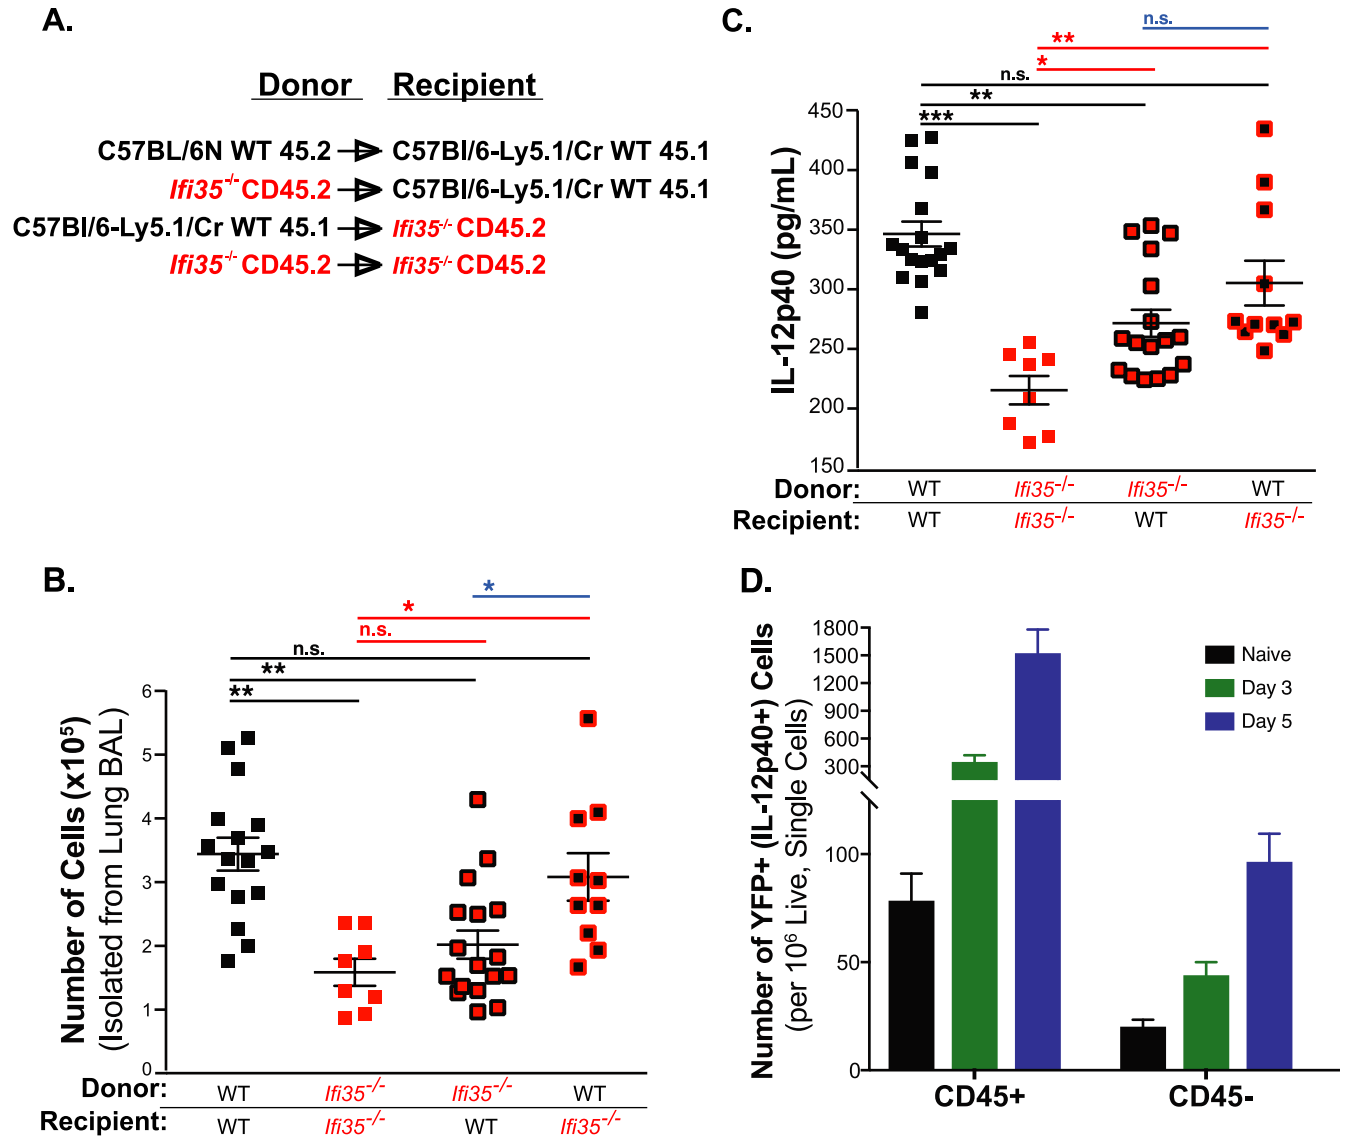 A.
Donor Recipient
C57BL/6N WT 45.2 C57Bl/6-Ly5.1/Cr WT 45.1
Ifi35-/- CD45.2 C57Bl/6-Ly5.1/Cr WT 45.1
C57Bl/6-Ly5.1/Cr WT 45.1 Ifi35-/- CD45.2
Ifi35-/- CD45.2 Ifi35-/- CD45.2
B.
*
*
n.s.
n.s.
**
**
Number of Cells (x10⁵)
(Isolated from Lung BAL)
6
5
4
3
2
1
0
Donor: WT Ifi35-/- Ifi35-/- WT
Recipient: WT Ifi35-/- WT Ifi35-/-
C.
n.s.
**
*
n.s.
**
***
IL-12p40 (pg/mL)
450
400
350
300
250
200
150
Donor: WT Ifi35-/- Ifi35-/- WT
Recipient: WT Ifi35-/- WT Ifi35-/-
D.
Number of YFP+ (IL-12p40+) Cells
(per 10⁶ Live, Single Cells)
1800
1500
1200
900
600
300
100
50
0
Naive
Day 3
Day 5
CD45+ CD45-